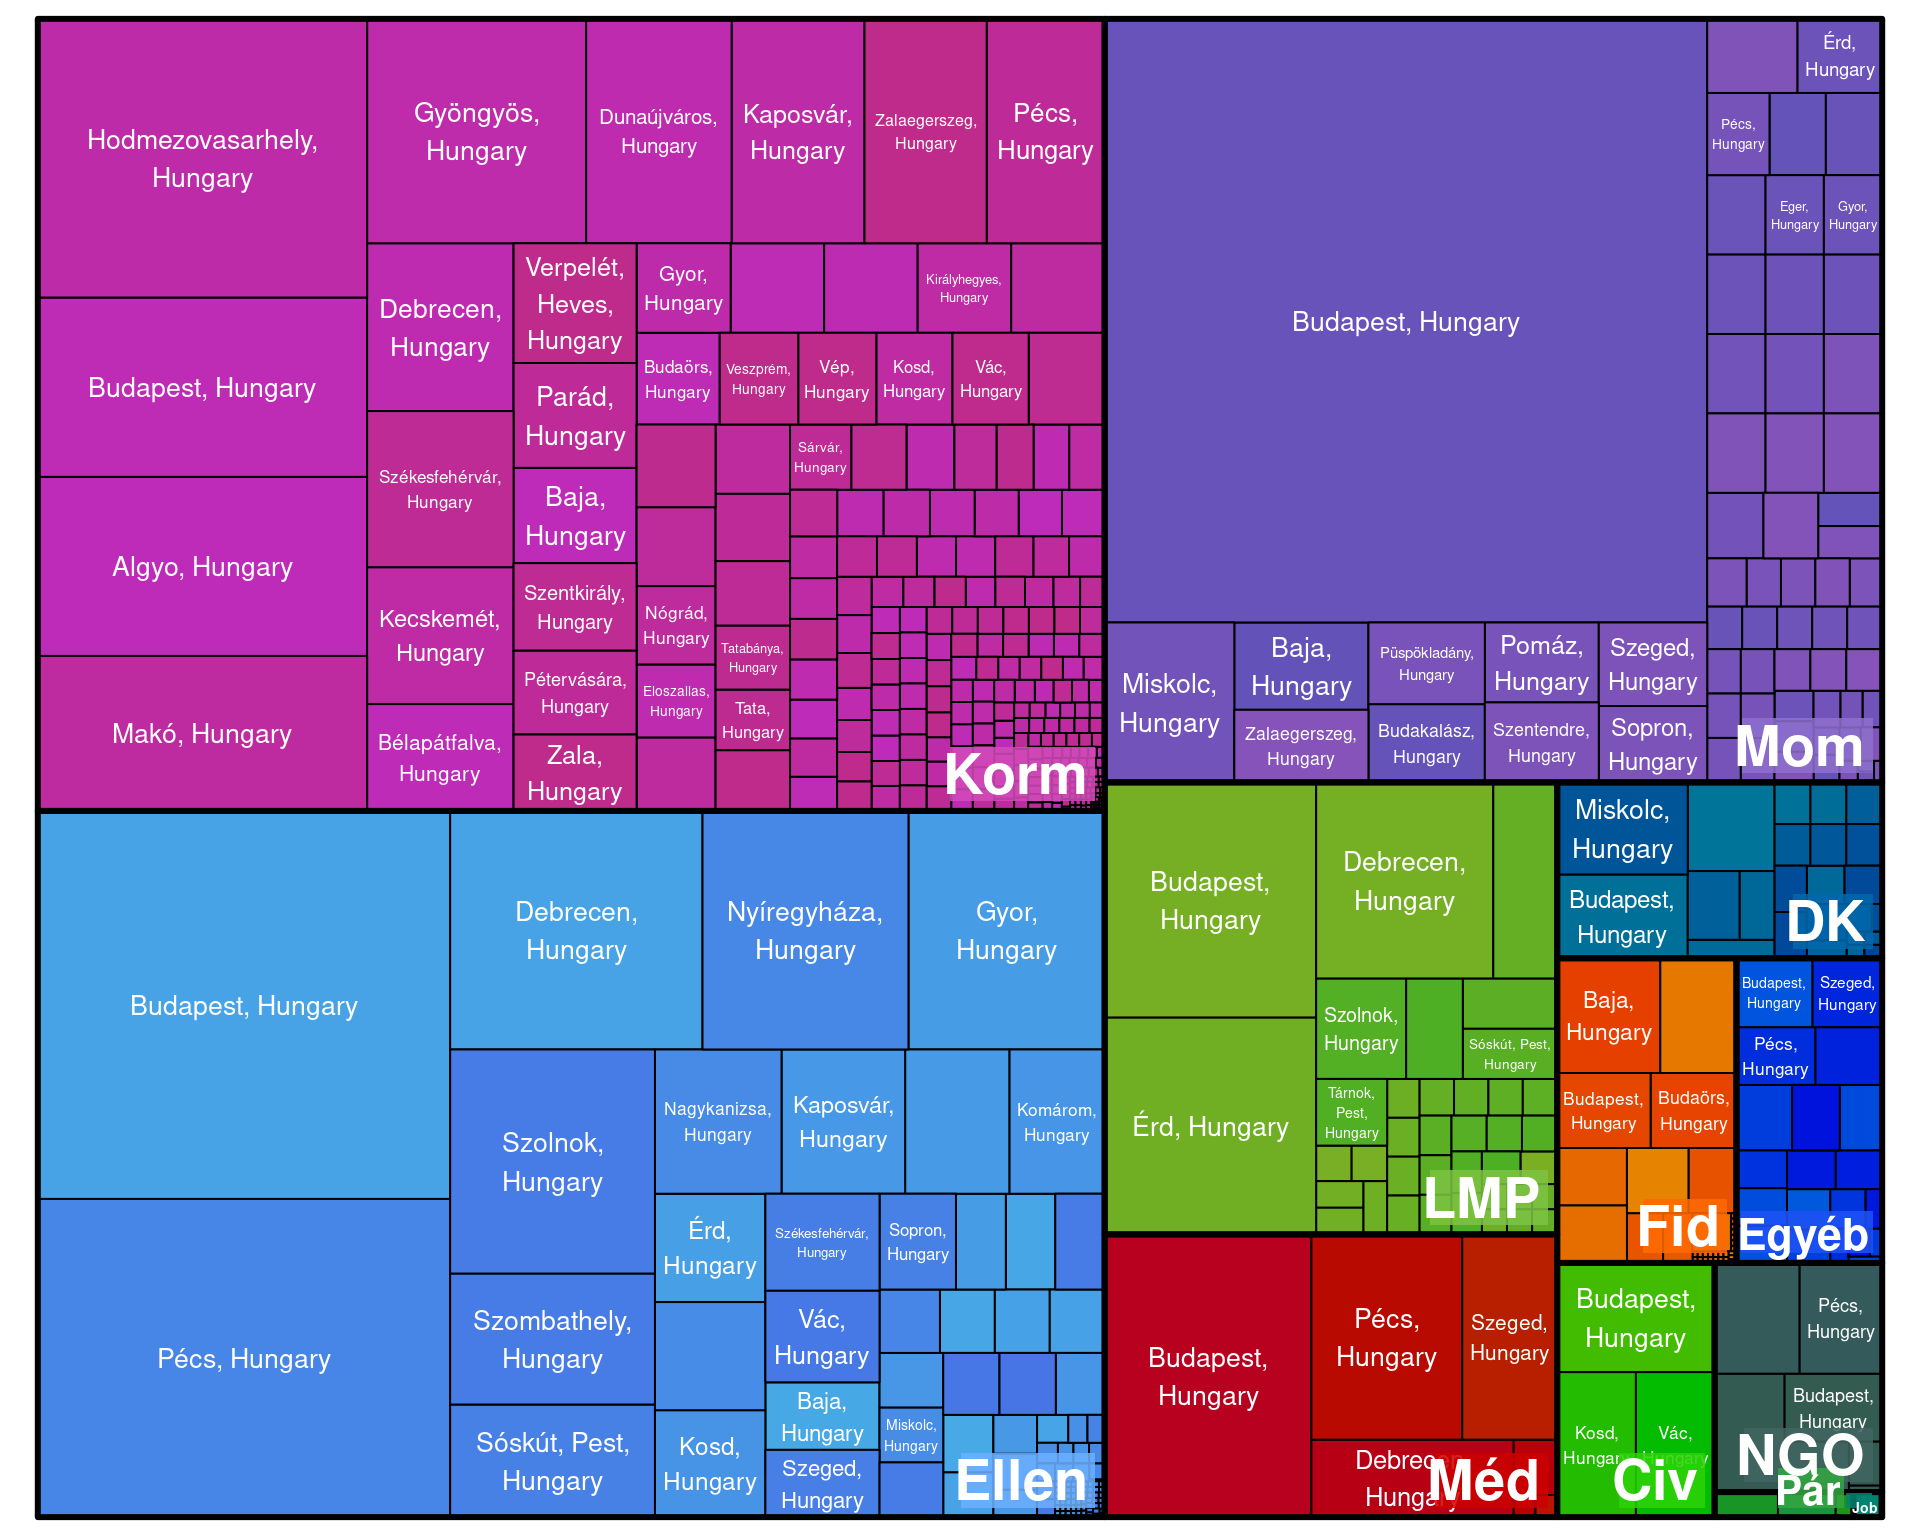 Hodmezovasarhely,
Hungary
Budapest, Hungary
Algyo, Hungary
Makó, Hungary
Gyöngyös,
Hungary
Dunaújváros,
Hungary
Kaposvár,
Hungary
Zalaegerszeg,
Hungary
Pécs,
Hungary
Debrecen,
Hungary
Székesfehérvár,
Hungary
Kecskemét,
Hungary
Bélapátfalva,
Hungary
Verpelét,
Heves,
Hungary
Parád,
Hungary
Baja,
Hungary
Szentkirály,
Hungary
Pétervására,
Hungary
Zala,
Hungary
Gyor,
Hungary
Királyhegyes,
Hungary
Budaörs,
Hungary
Veszprém,
Hungary
Vép,
Hungary
Kosd,
Hungary
Vác,
Hungary
Sárvár,
Hungary
Nógrád,
Hungary
Eloszallas,
Hungary
Tatabánya,
Hungary
Tata,
Hungary
Korm
Budapest, Hungary
Érd,
Hungary
Pécs,
Hungary
Eger,
Hungary
Gyor,
Hungary
Miskolc,
Hungary
Baja,
Hungary
Zalaegerszeg,
Hungary
Püspökladány,
Hungary
Budakalász,
Hungary
Pomáz,
Hungary
Szentendre,
Hungary
Szeged,
Hungary
Sopron,
Hungary
Mom
Budapest, Hungary
Pécs, Hungary
Debrecen,
Hungary
Nyíregyháza,
Hungary
Gyor,
Hungary
Szolnok,
Hungary
Szombathely,
Hungary
Sóskút, Pest,
Hungary
Nagykanizsa,
Hungary
Kaposvár,
Hungary
Komárom,
Hungary
Érd,
Hungary
Kosd,
Hungary
Székesfehérvár,
Hungary
Vác,
Hungary
Baja,
Hungary
Szeged,
Hungary
Sopron,
Hungary
Miskolc,
Hungary
Ellen
Budapest,
Hungary
Érd, Hungary
Debrecen,
Hungary
Szolnok,
Hungary
Sóskút, Pest,
Hungary
Tárnok,
Pest,
Hungary
LMP
Budapest,
Hungary
Pécs,
Hungary
Szeged,
Hungary
Debrecen,
Hungary
Méd
Miskolc,
Hungary
Budapest,
Hungary
DK
Baja,
Hungary
Budapest,
Hungary
Budaörs,
Hungary
Fid
Budapest,
Hungary
Szeged,
Hungary
Pécs,
Hungary
Egyéb
Budapest,
Hungary
Kosd,
Hungary
Vác,
Hungary
Civ
Pécs,
Hungary
Budapest,
Hungary
NGO
Pár
Job